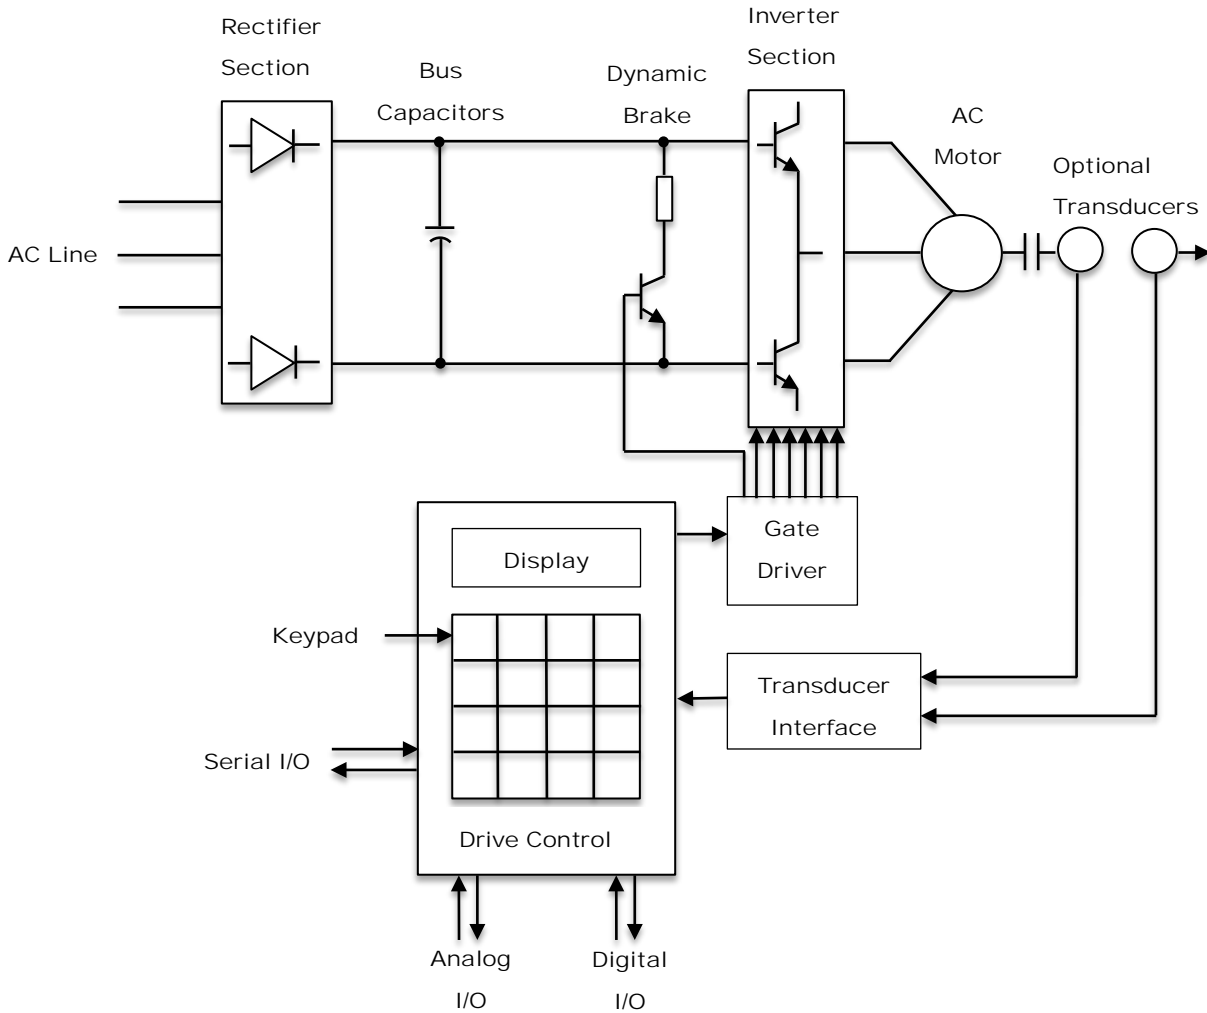 Rectifier
Section
Bus
Capacitors
Dynamic
Brake
Inverter
Section
AC
Motor
Optional
Transducers
AC Line
Gate
Driver
Display
Keypad
Transducer
Interface
Serial I/O
Drive Control
Analog
I/O
Digital
I/O